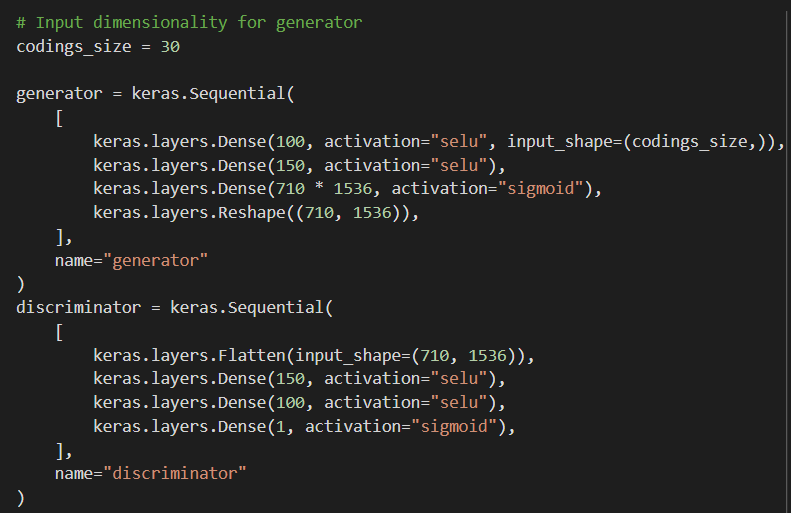 # Input dimensionality for generator
codings_size = 30

generator = keras.Sequential(
    [
        keras.layers.Dense(100, activation="selu", input_shape=(codings_size,)),
        keras.layers.Dense(150, activation="selu"),
        keras.layers.Dense(710 * 1536, activation="sigmoid"),
        keras.layers.Reshape((710, 1536)),
    ],
    name="generator"
)
discriminator = keras.Sequential(
    [
        keras.layers.Flatten(input_shape=(710, 1536)),
        keras.layers.Dense(150, activation="selu"),
        keras.layers.Dense(100, activation="selu"),
        keras.layers.Dense(1, activation="sigmoid"),
    ],
    name="discriminator"
)